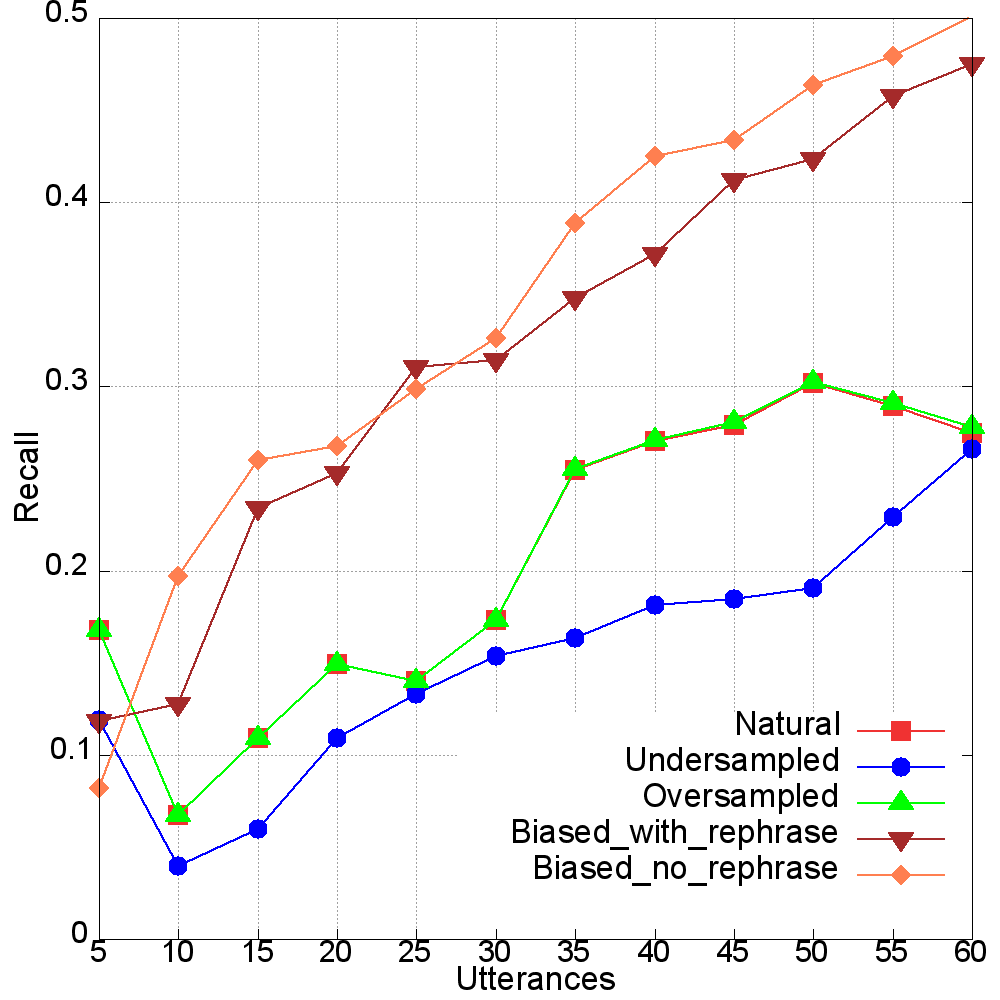 0.5
0.4
0.3
0.2
0.1
0
Recall
5 10 15 20 25 30 35 40 45 50 55 60
Utterances
Natural
Undersampled
Oversampled
Biased_with_rephrase
Biased_no_rephrase